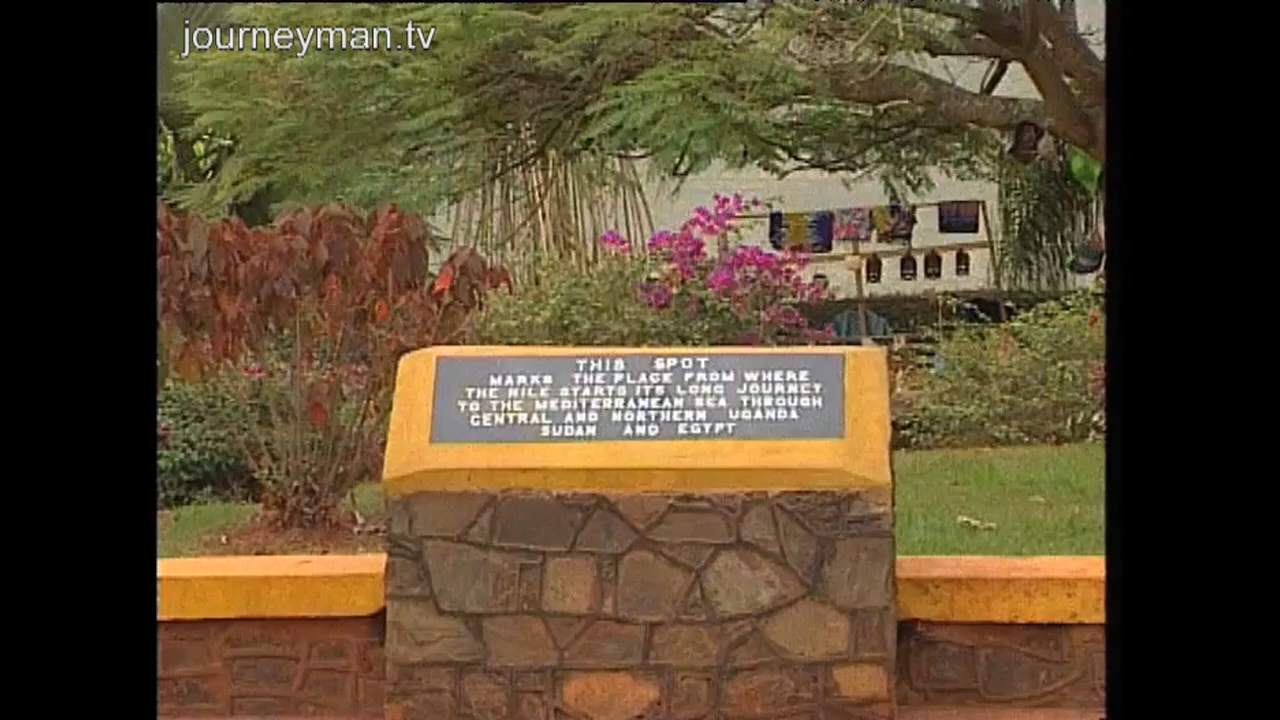 journeyman.tv
THIS SPOT
MARKS THE PLACE FROM WHERE
THE NILE STARTS ITS LONG JOURNEY
TO THE MEDITERRANEAN SEA THROUGH
CENTRAL AND NORTHERN UGANDA
SUDAN AND EGYPT